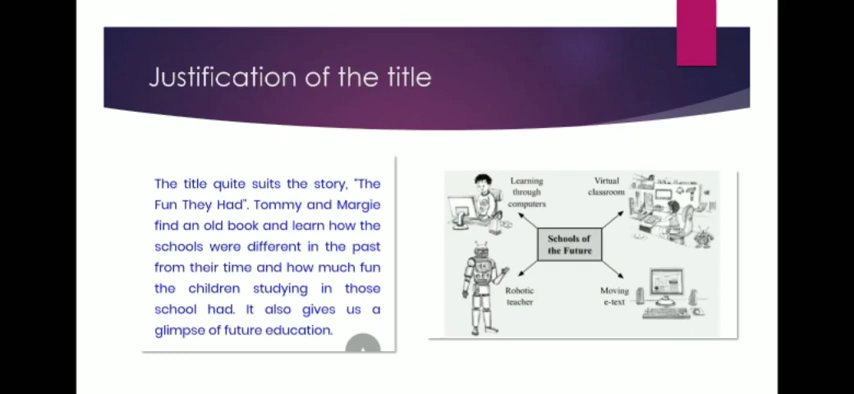 Justification of the title
The title quite suits the story, "The
Fun They Had". Tommy and Margie
find an old book and learn how the
schools were different in the past
from their time and how much fun
the children studying in those
school had. It also gives us a
glimpse of future education.
Learning
through
computers
Virtual
classroom
Schools of
the Future
Robotic
teacher
Moving
e-text